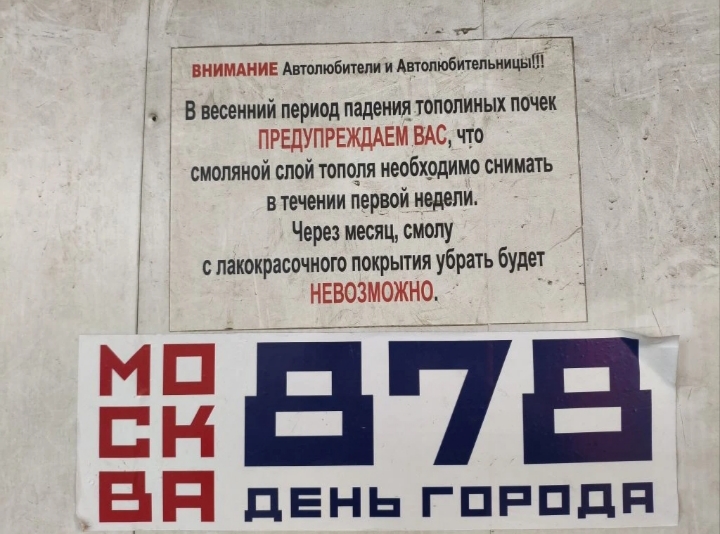 ВНИМАНИЕ Автолюбители и Автолюбительницы!!!
В весенний период падения тополиных почек
ПРЕДУПРЕЖДАЕМ ВАС, что
смоляной слой тополя необходимо снимать
в течении первой недели.
Через месяц, смолу
с лакокрасочного покрытия убрать будет
НЕВОЗМОЖНО.
МО
СК
ВА
878
ДЕНЬ ГОРОДА